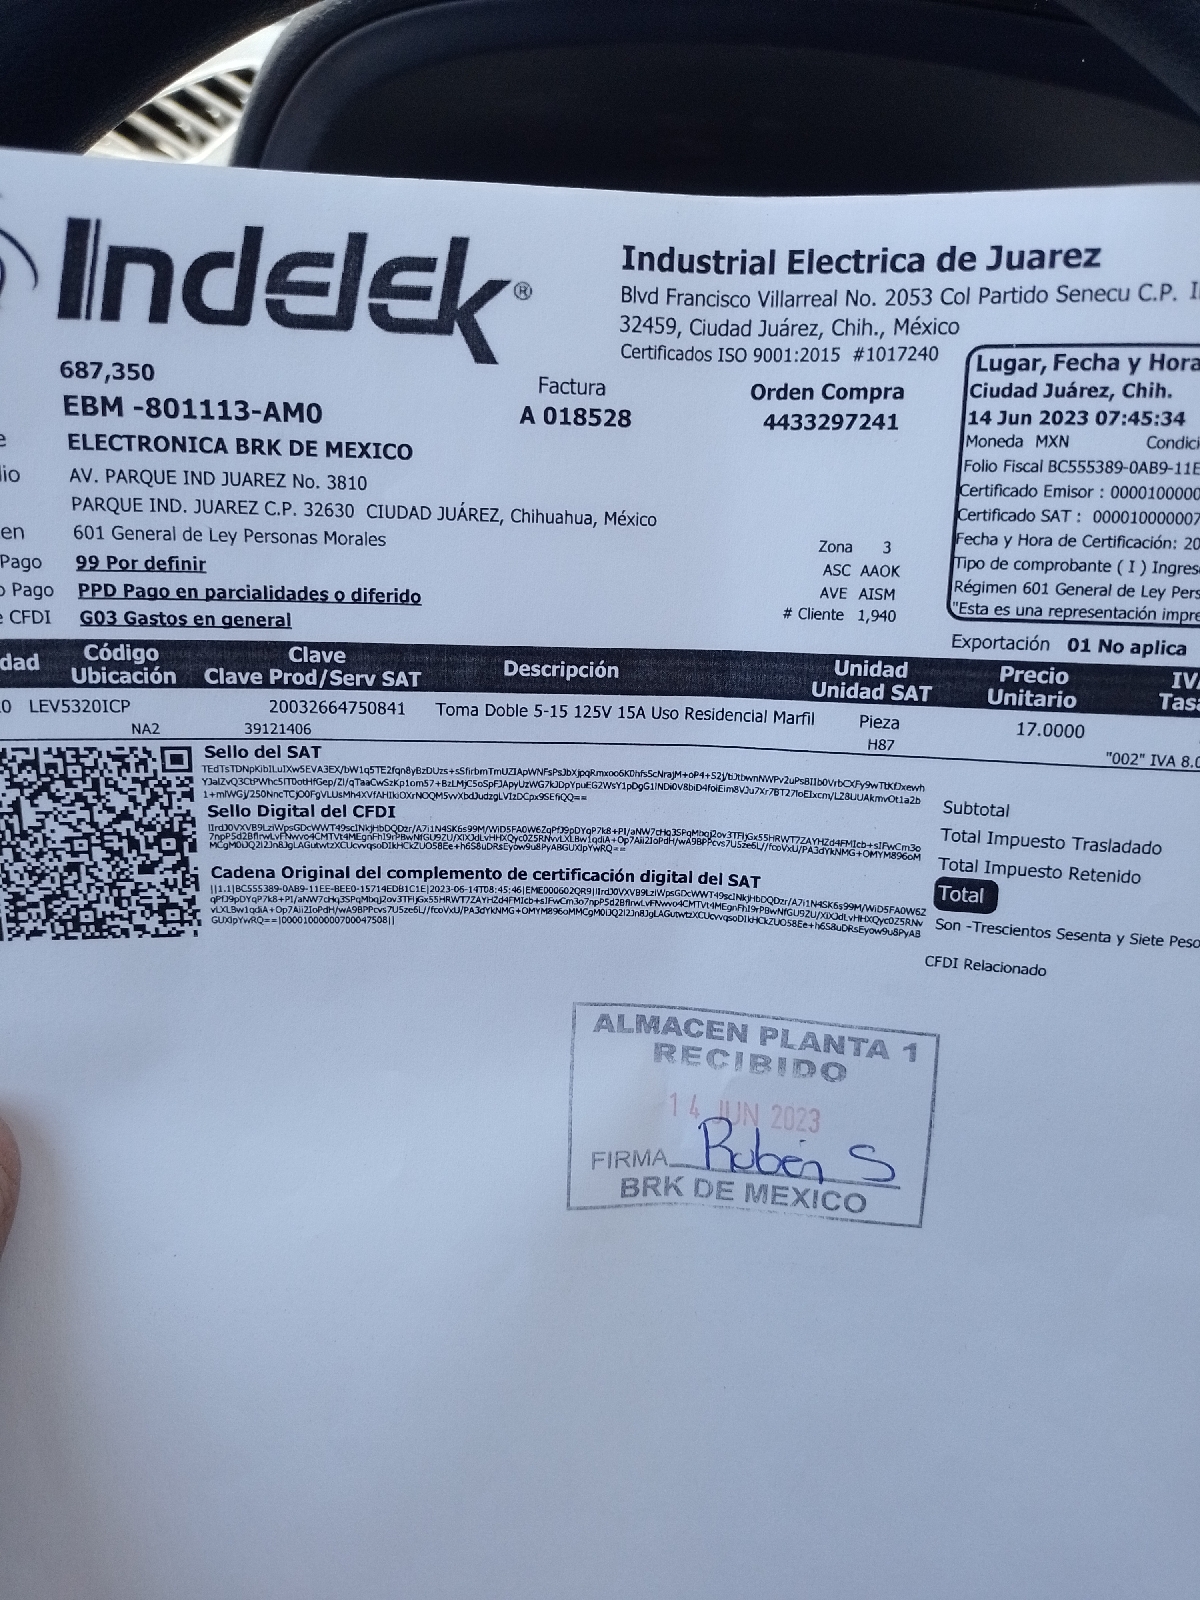 Indelek®
Industrial Electrica de Juarez
Blvd Francisco Villarreal No. 2053 Col Partido Senecu C.P.
32459, Ciudad Juárez, Chih., México
Certificados ISO 9001:2015 #1017240
687,350
EBM -801113-AM0
ELECTRONICA BRK DE MEXICO
AV. PARQUE IND JUAREZ No. 3810
PARQUE IND. JUAREZ C.P. 32630 CIUDAD JUÁREZ, Chihuahua, México
601 General de Ley Personas Morales
Pago 99 Por definir
Pago PPD Pago en parcialidades o diferido
CFDI G03 Gastos en general
Factura
A 018528
Orden Compra
4433297241
Zona 3
ASC AAOK
AVE AISM
# Cliente 1,940
Lugar, Fecha y Hora
Ciudad Juárez, Chih.
14 Jun 2023 07:45:34
Moneda MXN Condici
Folio Fiscal BC555389-0AB9-11E
Certificado Emisor : 0000100000
Certificado SAT : 000010000007
Fecha y Hora de Certificación: 20
Tipo de comprobante ( I ) Ingres
Régimen 601 General de Ley Pers
"Esta es una representación impre
Exportación 01 No aplica
dad Código Ubicación Clave Clave Prod/Serv SAT Descripción Unidad Unidad SAT Precio Unitario IVA Tasa
0 LEV5320ICP 20032664750841 Toma Doble 5-15 125V 15A Uso Residencial Marfil Pieza 17.0000
NA2 39121406 H87 "002" IVA 8.0
Sello del SAT
Sello Digital del CFDI
Cadena Original del complemento de certificación digital del SAT
Subtotal
Total Impuesto Trasladado
Total Impuesto Retenido
Total
Son -Trescientos Sesenta y Siete Peso
CFDI Relacionado
ALMACEN PLANTA 1
RECIBIDO
14 JUN 2023
FIRMA Rubén S
BRK DE MEXICO